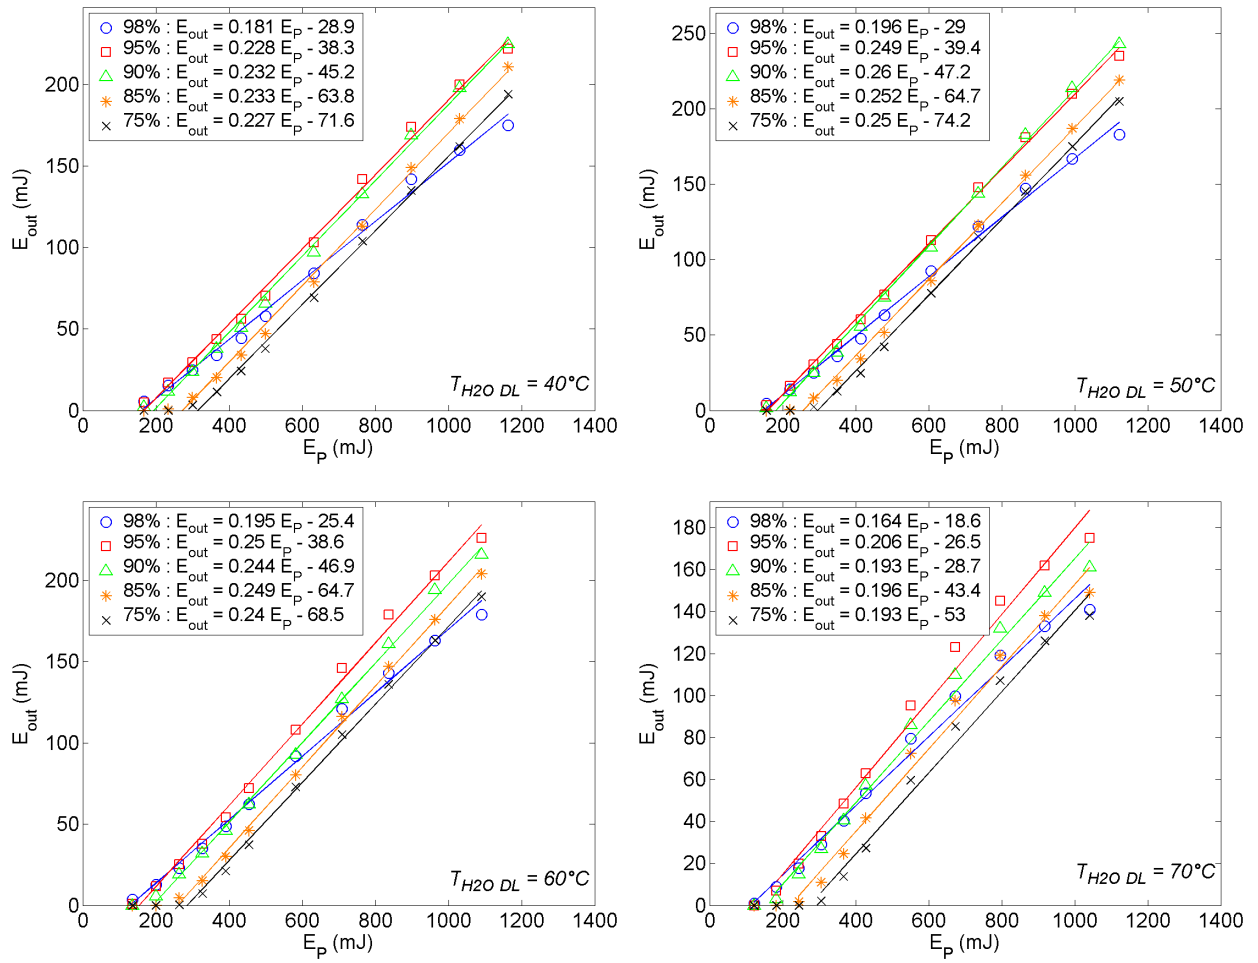 98% : E_out = 0.181 E_P - 28.9
95% : E_out = 0.228 E_P - 38.3
90% : E_out = 0.232 E_P - 45.2
85% : E_out = 0.233 E_P - 63.8
75% : E_out = 0.227 E_P - 71.6
200
150
100
50
0
E_out (mJ)
T_H2O DL = 40°C
0 200 400 600 800 1000 1200 1400
E_P (mJ)
98% : E_out = 0.196 E_P - 29
95% : E_out = 0.249 E_P - 39.4
90% : E_out = 0.26 E_P - 47.2
85% : E_out = 0.252 E_P - 64.7
75% : E_out = 0.25 E_P - 74.2
250
200
150
100
50
0
E_out (mJ)
T_H2O DL = 50°C
0 200 400 600 800 1000 1200 1400
E_P (mJ)
98% : E_out = 0.195 E_P - 25.4
95% : E_out = 0.25 E_P - 38.6
90% : E_out = 0.244 E_P - 46.9
85% : E_out = 0.249 E_P - 64.7
75% : E_out = 0.24 E_P - 68.5
200
150
100
50
0
E_out (mJ)
T_H2O DL = 60°C
0 200 400 600 800 1000 1200 1400
E_P (mJ)
98% : E_out = 0.164 E_P - 18.6
95% : E_out = 0.206 E_P - 26.5
90% : E_out = 0.193 E_P - 28.7
85% : E_out = 0.196 E_P - 43.4
75% : E_out = 0.193 E_P - 53
180
160
140
120
100
80
60
40
20
0
E_out (mJ)
T_H2O DL = 70°C
0 200 400 600 800 1000 1200 1400
E_P (mJ)